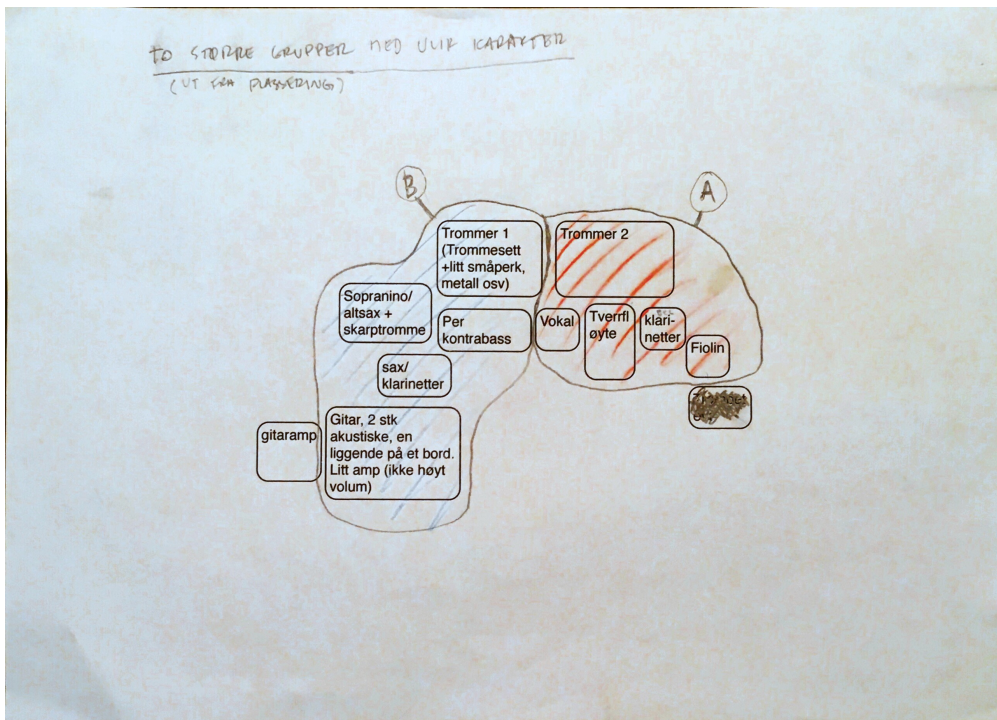 TO STØRRE GRUPPER MED ULIK KARAKTER
(UT FRA PLASSERING)
B
A
Trommer 1
(Trommesett
+litt småperk,
metall osv)
Trommer 2
Sopranino/
altsax +
skarptromme
Per
kontrabass
Vokal
Tverrfl
øyte
klari-
netter
Fiolin
sax/
klarinetter
gitaramp
Gitar, 2 stk
akustiske, en
liggende på et bord.
Litt amp (ikke høyt
volum)